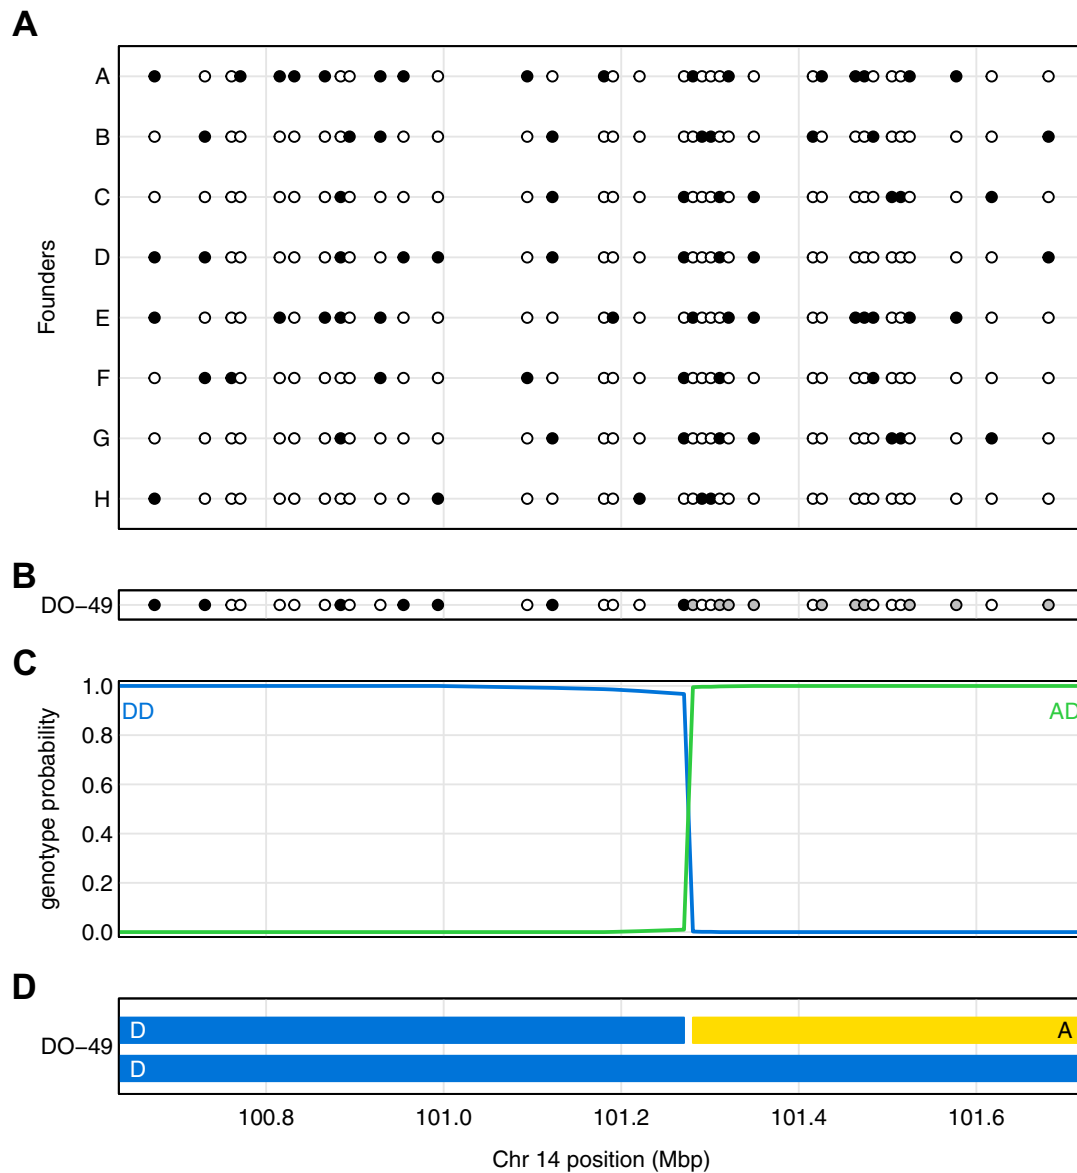 A
A
B
C
D
E
F
G
H
Founders
B
DO−49
C
1.0
0.8
0.6
0.4
0.2
0.0
genotype probability
DD
AD
D
DO−49
D
A
D
100.8 101.0 101.2 101.4 101.6
Chr 14 position (Mbp)